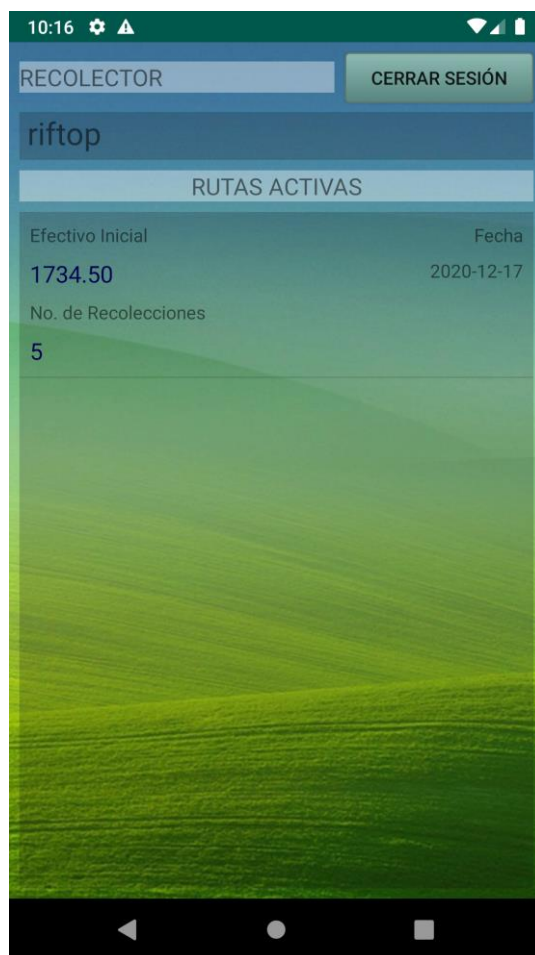 10:16
RECOLECTOR
CERRAR SESIÓN
riftop
RUTAS ACTIVAS
Efectivo Inicial
Fecha
1734.50
2020-12-17
No. de Recolecciones
5